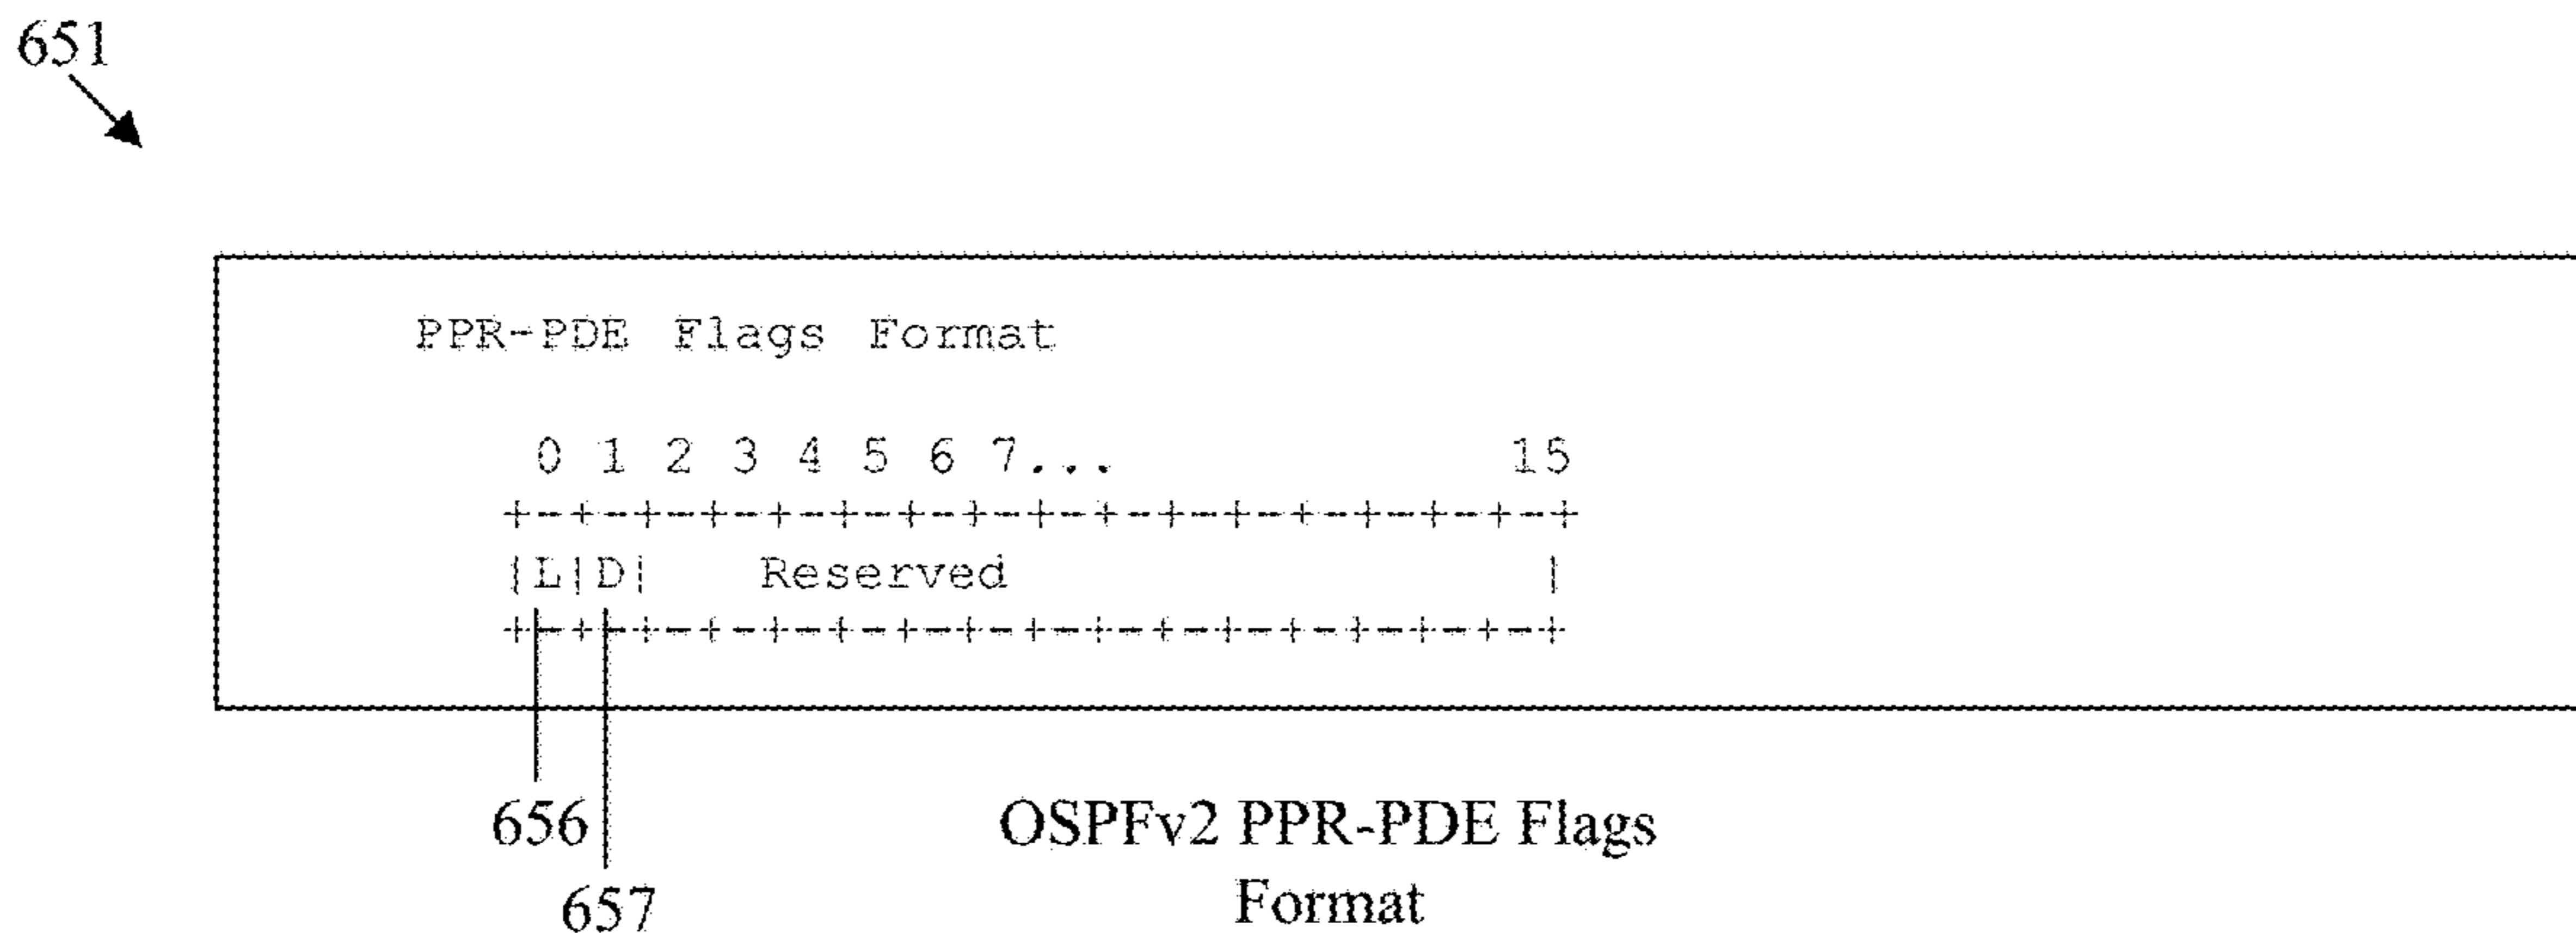 651
PPR-PDE Flags Format
0 1 2 3 4 5 6 7... 15
+-+-+-+-+-+-+-+-+-+-+-+-+-+-+-+-+
|L|D| Reserved |
+-+-+-+-+-+-+-+-+-+-+-+-+-+-+-+-+
656
657
OSPFv2 PPR-PDE Flags
Format